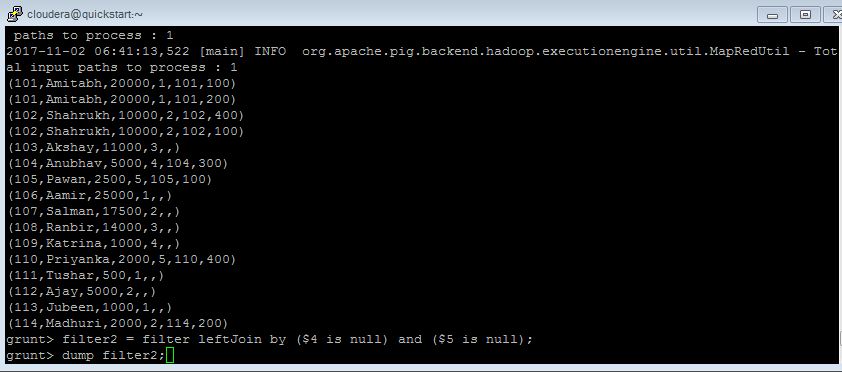 cloudera@quickstart:~
 paths to process : 1
2017-11-02 06:41:13,522 [main] INFO  org.apache.pig.backend.hadoop.executionengine.util.MapRedUtil - Tot
al input paths to process : 1
(101,Amitabh,20000,1,101,100)
(101,Amitabh,20000,1,101,200)
(102,Shahrukh,10000,2,102,400)
(102,Shahrukh,10000,2,102,100)
(103,Akshay,11000,3,,)
(104,Anubhav,5000,4,104,300)
(105,Pawan,2500,5,105,100)
(106,Aamir,25000,1,,)
(107,Salman,17500,2,,)
(108,Ranbir,14000,3,,)
(109,Katrina,1000,4,,)
(110,Priyanka,2000,5,110,400)
(111,Tushar,500,1,,)
(112,Ajay,5000,2,,)
(113,Jubeen,1000,1,,)
(114,Madhuri,2000,2,114,200)
grunt> filter2 = filter leftJoin by ($4 is null) and ($5 is null);
grunt> dump filter2;